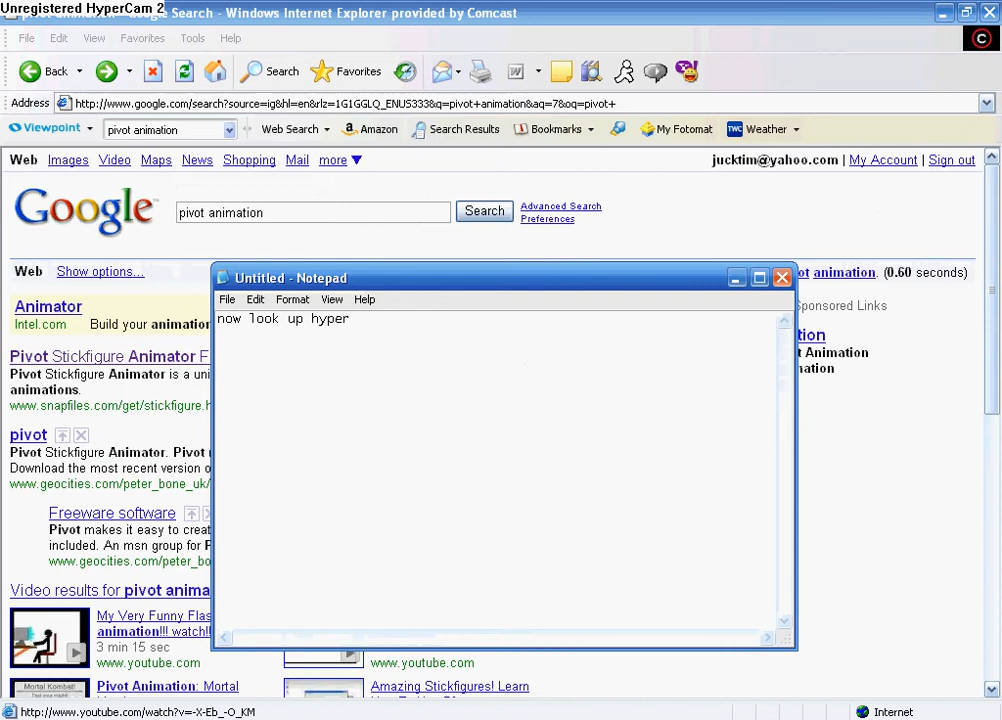 Unregistered HyperCam 2
Google Search - Windows Internet Explorer provided by Comcast
File Edit View Favorites Tools Help
Back Search Favorites
Address http://www.google.com/search?source=ig&hl=en&rlz=1G1GGLQ_ENUS333&q=pivot+animation&aq=7&oq=pivot+
Viewpoint pivot animation Web Search Amazon Search Results Bookmarks My Fotomat TWC Weather
Web Images Video Maps News Shopping Mail more ▼ jucktim@yahoo.com | My Account | Sign out
Google pivot animation Search Advanced Search
Preferences
Web Show options... animation. (0.60 seconds)
Untitled - Notepad
File Edit Format View Help
now look up hyper
Animator
Intel.com Build your animation
Sponsored Links
Pivot Stickfigure Animator F
Pivot Stickfigure Animator is a uni
animations.
www.snapfiles.com/get/stickfigure.h
tion
t Animation
mation
pivot
Pivot Stickfigure Animator. Pivot
Download the most recent version o
www.geocities.com/peter_bone_uk/
Freeware software
Pivot makes it easy to creat
included. An msn group for P
www.geocities.com/peter_bo
Video results for pivot anima
My Very Funny Flas
animation!!! watch!!
3 min 15 sec
www.youtube.com
www.youtube.com
Pivot Animation: Mortal
Mortal Kombat!
Amazing Stickfigures! Learn
http://www.youtube.com/watch?v=-X-Eb_-O_KM Internet